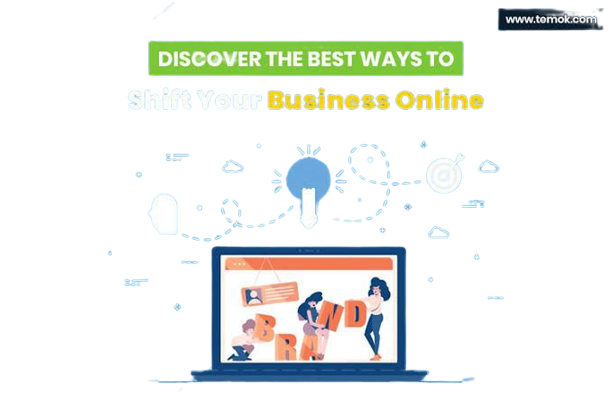 www.temok.com
DISCOVER THE BEST WAYS TO
Shift Your Business Online
BRAND